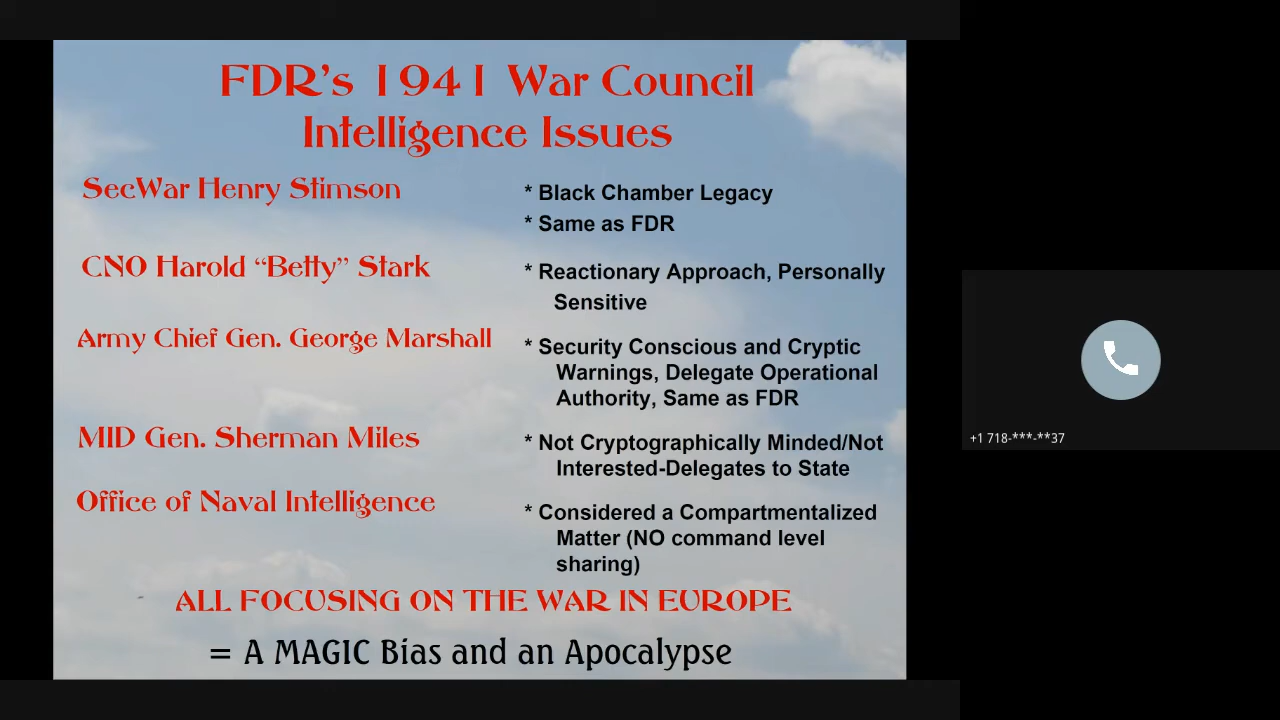 FDR's 1941 War Council
Intelligence Issues
SecWar Henry Stimson
* Black Chamber Legacy
* Same as FDR
CNO Harold “Betty” Stark
* Reactionary Approach, Personally
Sensitive
Army Chief Gen. George Marshall
* Security Conscious and Cryptic
Warnings, Delegate Operational
Authority, Same as FDR
MID Gen. Sherman Miles
* Not Cryptographically Minded/Not
Interested-Delegates to State
Office of Naval Intelligence
* Considered a Compartmentalized
Matter (NO command level
sharing)
ALL FOCUSING ON THE WAR IN EUROPE
= A MAGIC Bias and an Apocalypse
+1 718-***-**37